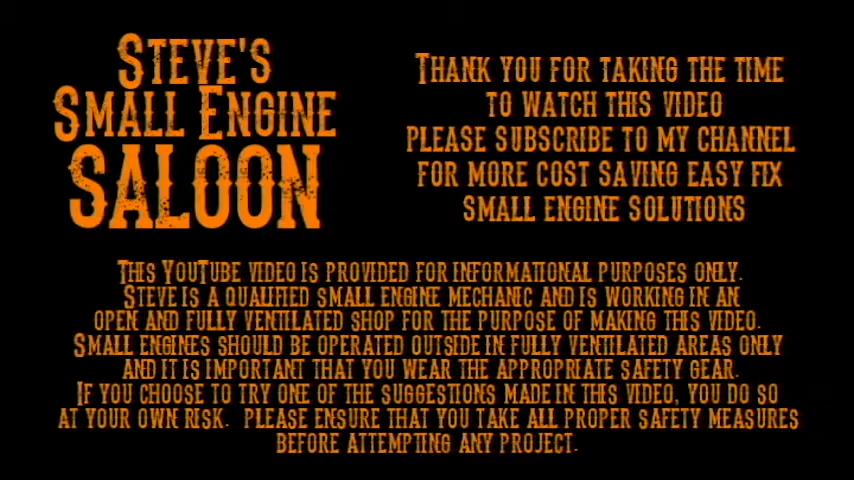 Steve's
Small Engine
SALOON
Thank you for taking the time
to watch this video
please subscribe to my channel
for more cost saving easy fix
small engine solutions
This YouTube video is provided for informational purposes only.
Steve is a qualified small engine mechanic and is working in an
open and fully ventilated shop for the purpose of making this video.
Small engines should be operated outside in fully ventilated areas only
and it is important that you wear the appropriate safety gear.
If you choose to try one of the suggestions made in this video, you do so
at your own risk. Please ensure that you take all proper safety measures
before attempting any project.